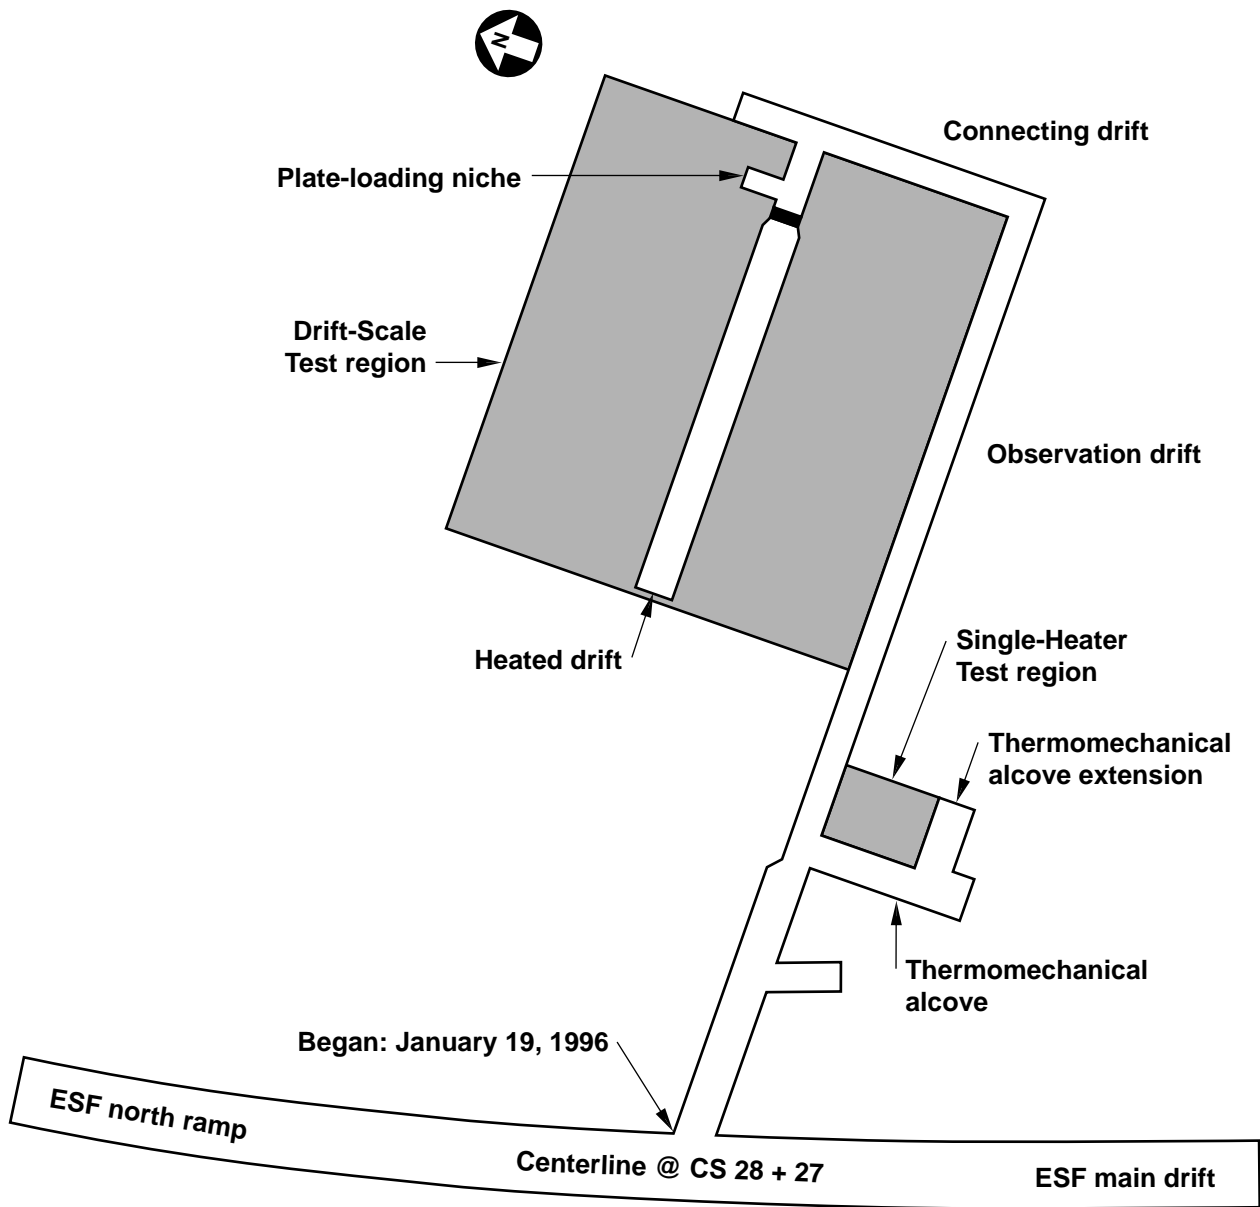 N
Connecting drift
Plate-loading niche
Drift-Scale
Test region
Observation drift
Heated drift
Single-Heater
Test region
Thermomechanical
alcove extension
Thermomechanical
alcove
Began: January 19, 1996
ESF north ramp
Centerline @ CS 28 + 27
ESF main drift